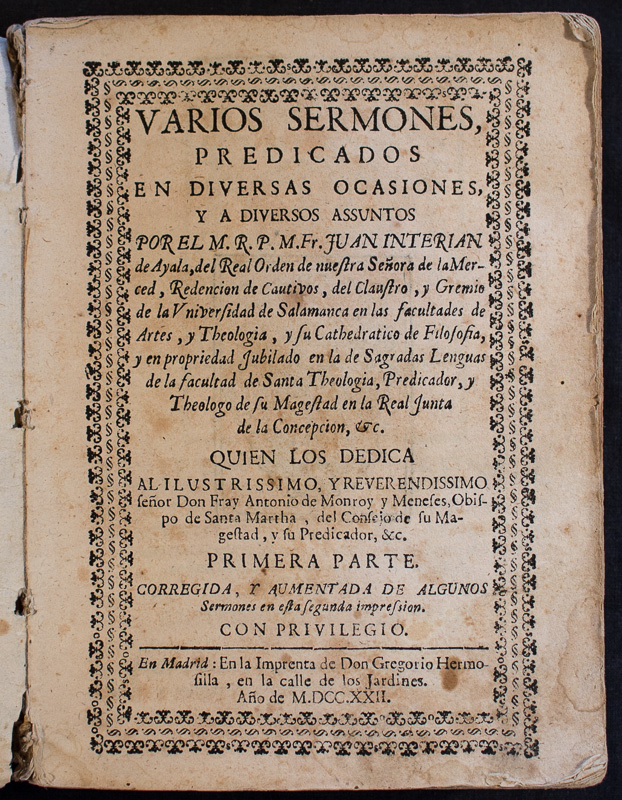 VARIOS SERMONES,
PREDICADOS
EN DIVERSAS OCASIONES,
Y A DIVERSOS ASSUNTOS
POR EL M. R. P. M. Fr. JUAN INTERIAN
de Ayala, del Real Orden de nueſtra Señora de la Mer-
ced, Redencion de Cautivos, del Clauſtro, y Gremio
de la Vniverſidad de Salamanca en las facultades de
Artes, y Theologia, y ſu Cathedratico de Filoſofia,
y en propriedad Jubilado en la de Sagradas Lenguas
de la facultad de Santa Theologia, Predicador, y
Theologo de ſu Mageſtad en la Real Junta
de la Concepcion, &c.
QUIEN LOS DEDICA
AL ILUSTRISSIMO, Y REVERENDISSIMO
ſeñor Don Fray Antonio de Monroy y Meneſes, Obiſ-
po de Santa Martha, del Conſejo de ſu Ma-
geſtad, y ſu Predicador, &c.
PRIMERA PARTE.
CORREGIDA, Y AUMENTADA DE ALGUNOS
Sermones en eſta ſegunda impreſsion.
CON PRIVILEGIO.
En Madrid: En la Imprenta de Don Gregorio Hermo-
ſilla, en la calle de los Jardines.
Año de M.DCC.XXII.